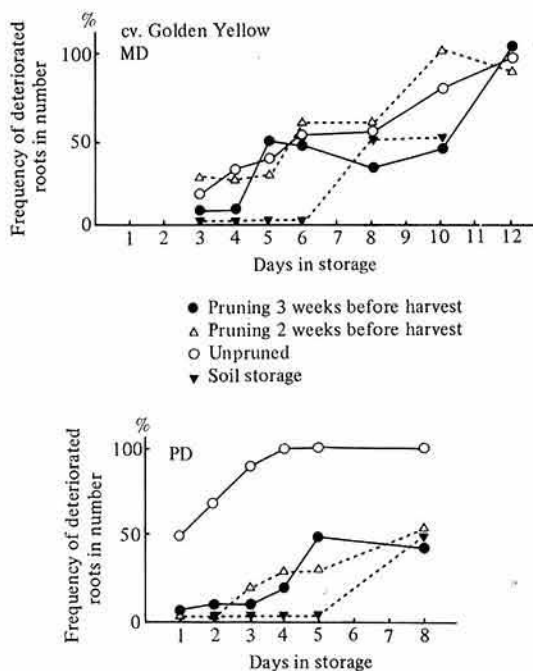 %
cv. Golden Yellow
MD
100
50
0
Frequency of deteriorated
roots in number
1 2 3 4 5 6 7 8 9 10 11 12
Days in storage
● Pruning 3 weeks before harvest
△ Pruning 2 weeks before harvest
○ Unpruned
▼ Soil storage
%
PD
100
50
0
Frequency of deteriorated
roots in number
1 2 3 4 5 6 7 8
Days in storage